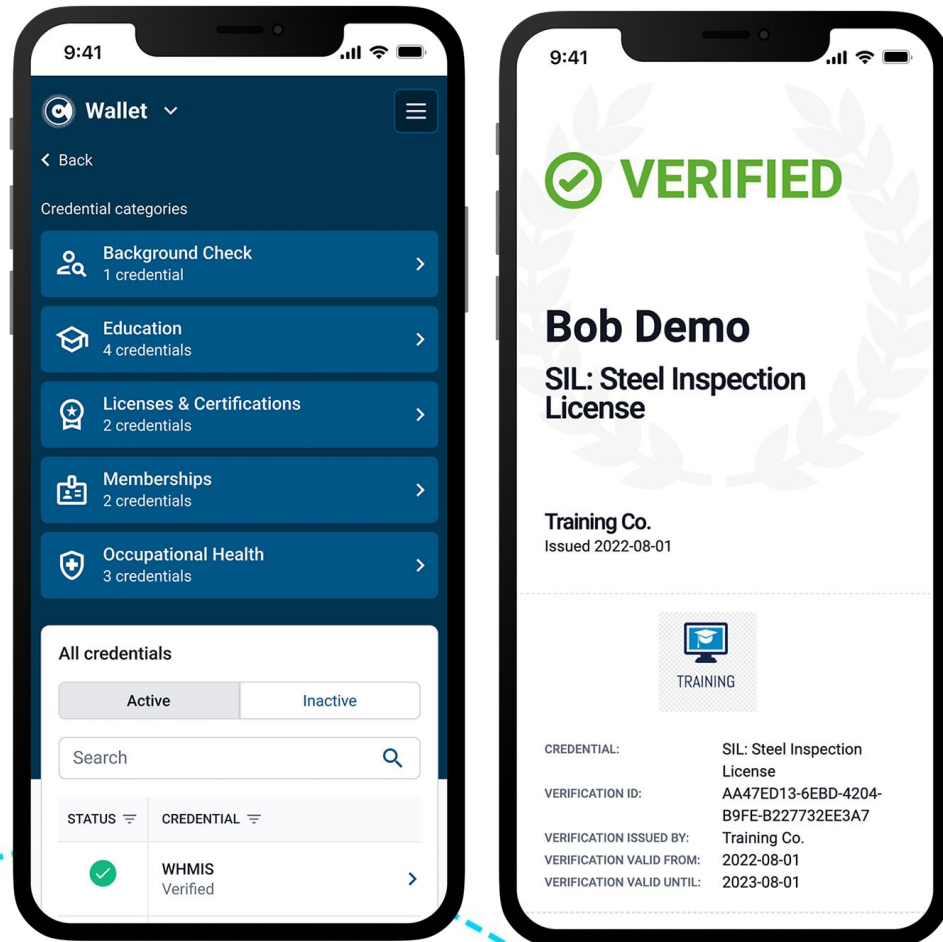 9:41
Wallet
Back
Credential categories
Background Check
1 credential
Education
4 credentials
Licenses & Certifications
2 credentials
Memberships
2 credentials
Occupational Health
3 credentials
All credentials
Active Inactive
Search
STATUS CREDENTIAL
WHMIS
Verified
9:41
VERIFIED
Bob Demo
SIL: Steel Inspection
License
Training Co.
Issued 2022-08-01
TRAINING
CREDENTIAL: SIL: Steel Inspection
License
VERIFICATION ID: AA47ED13-6EBD-4204-
B9FE-B227732EE3A7
VERIFICATION ISSUED BY: Training Co.
VERIFICATION VALID FROM: 2022-08-01
VERIFICATION VALID UNTIL: 2023-08-01